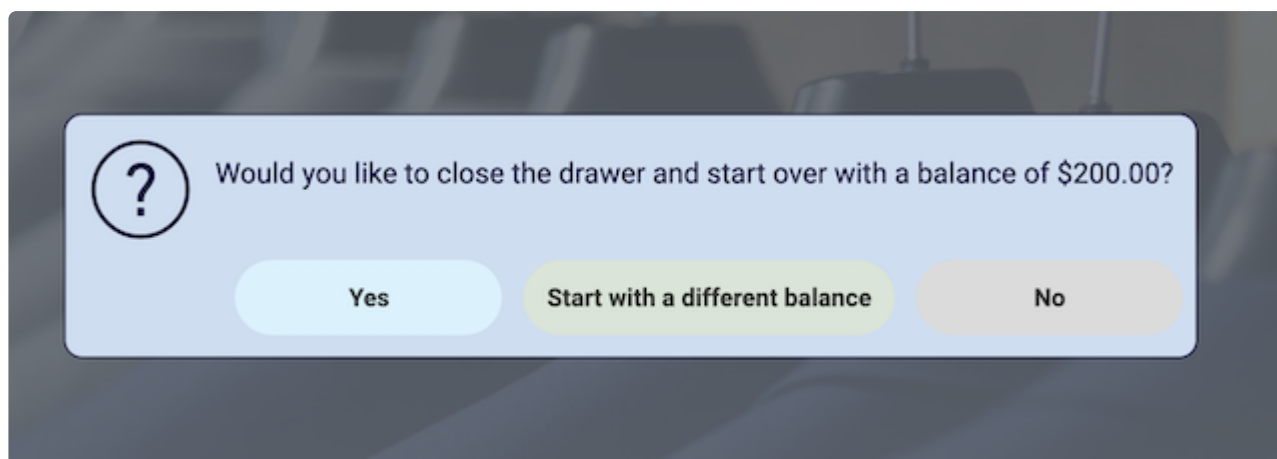 ?
Would you like to close the drawer and start over with a balance of $200.00?
Yes
Start with a different balance
No